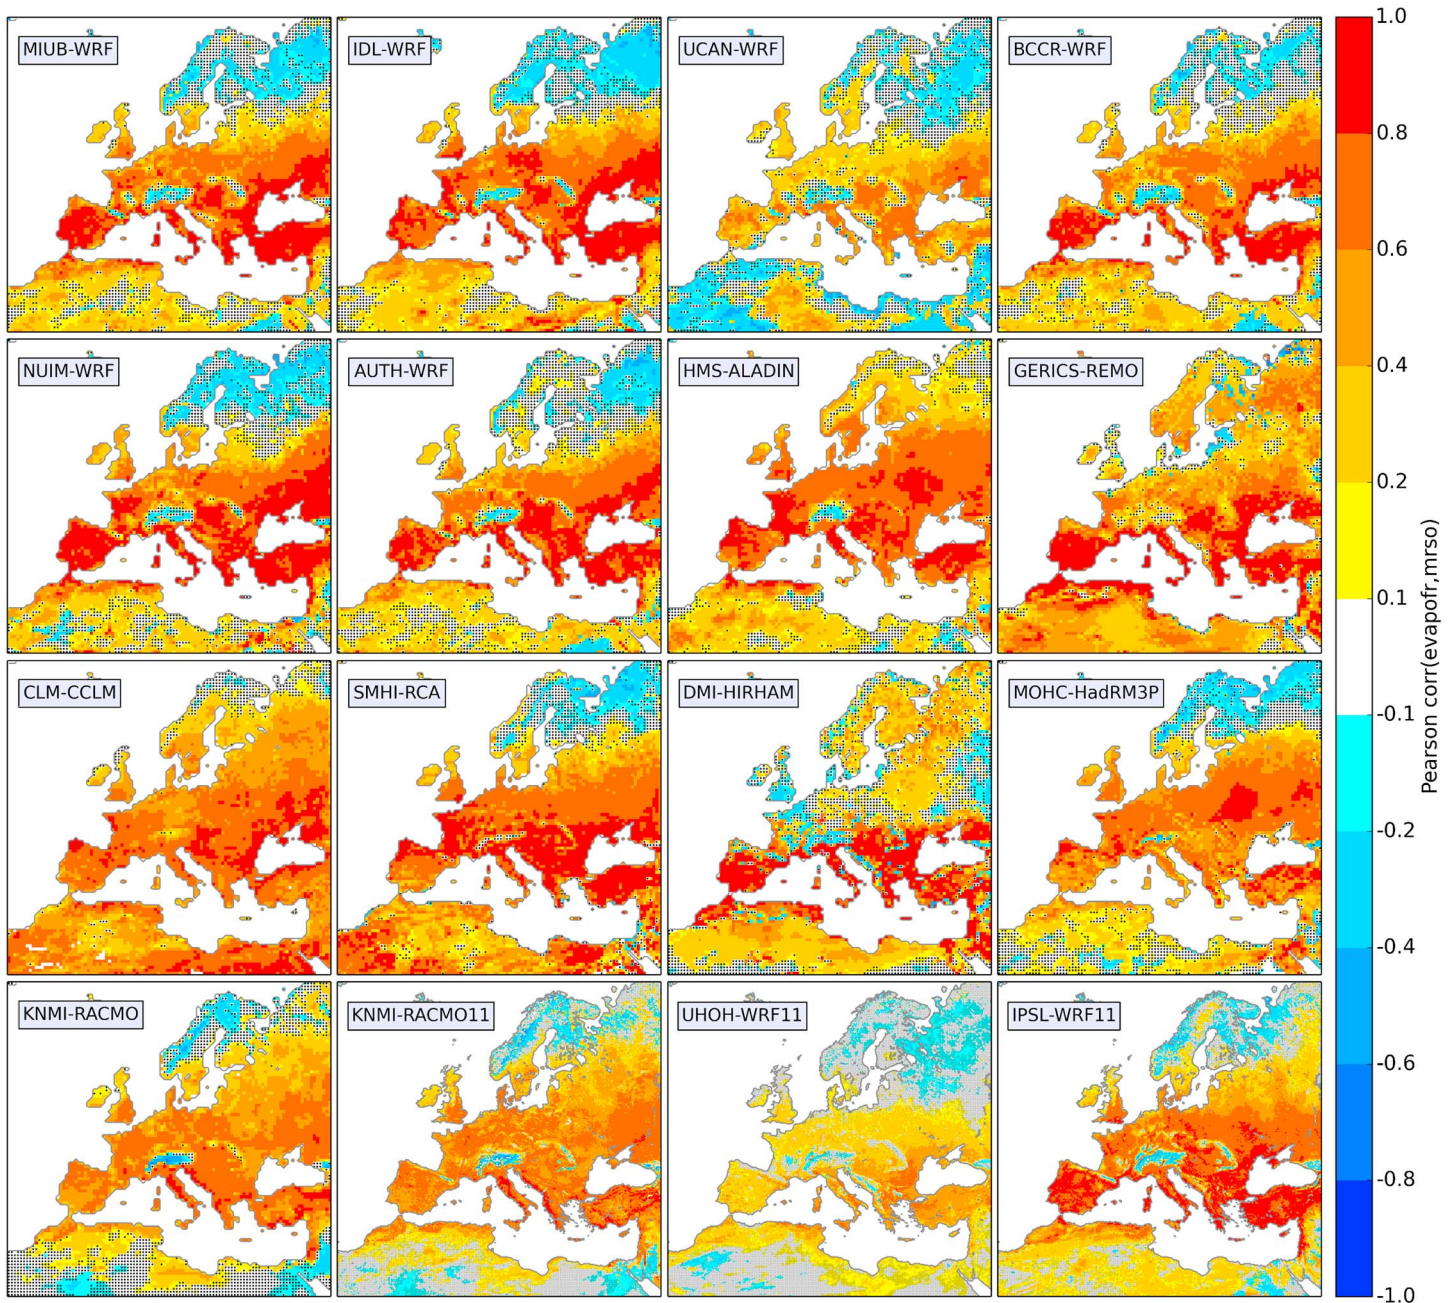 MIUB-WRF
IDL-WRF
UCAN-WRF
BCCR-WRF
NUIM-WRF
AUTH-WRF
HMS-ALADIN
GERICS-REMO
CLM-CCLM
SMHI-RCA
DMI-HIRHAM
MOHC-HadRM3P
KNMI-RACMO
KNMI-RACMO11
UHOH-WRF11
IPSL-WRF11
1.0
0.8
0.6
0.4
0.2
0.1
-0.1
-0.2
-0.4
-0.6
-0.8
-1.0
Pearson corr(evapofr,mrso)